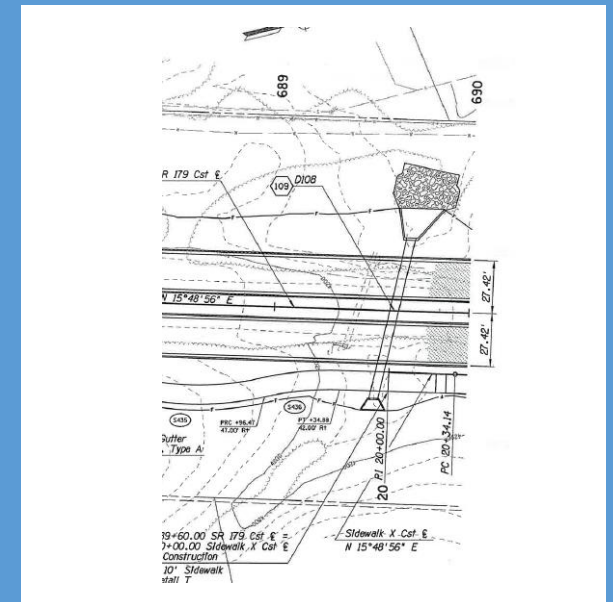 689
690
R 179 Cst ℄
109
D108
N 15°48'56" E
27.42'
27.42'
S435
PRC +96.47
47.00' Rt
S436
PT +34.88
42.00' Rt
Gutter
Type A
20
PI 20+00.00
PC 20+34.14
39+60.00 SR 179 Cst ℄ =
0+00.00 Sidewalk X Cst ℄
Construction
10' Sidewalk
etail T
Sidewalk X Cst ℄
N 15°48'56" E